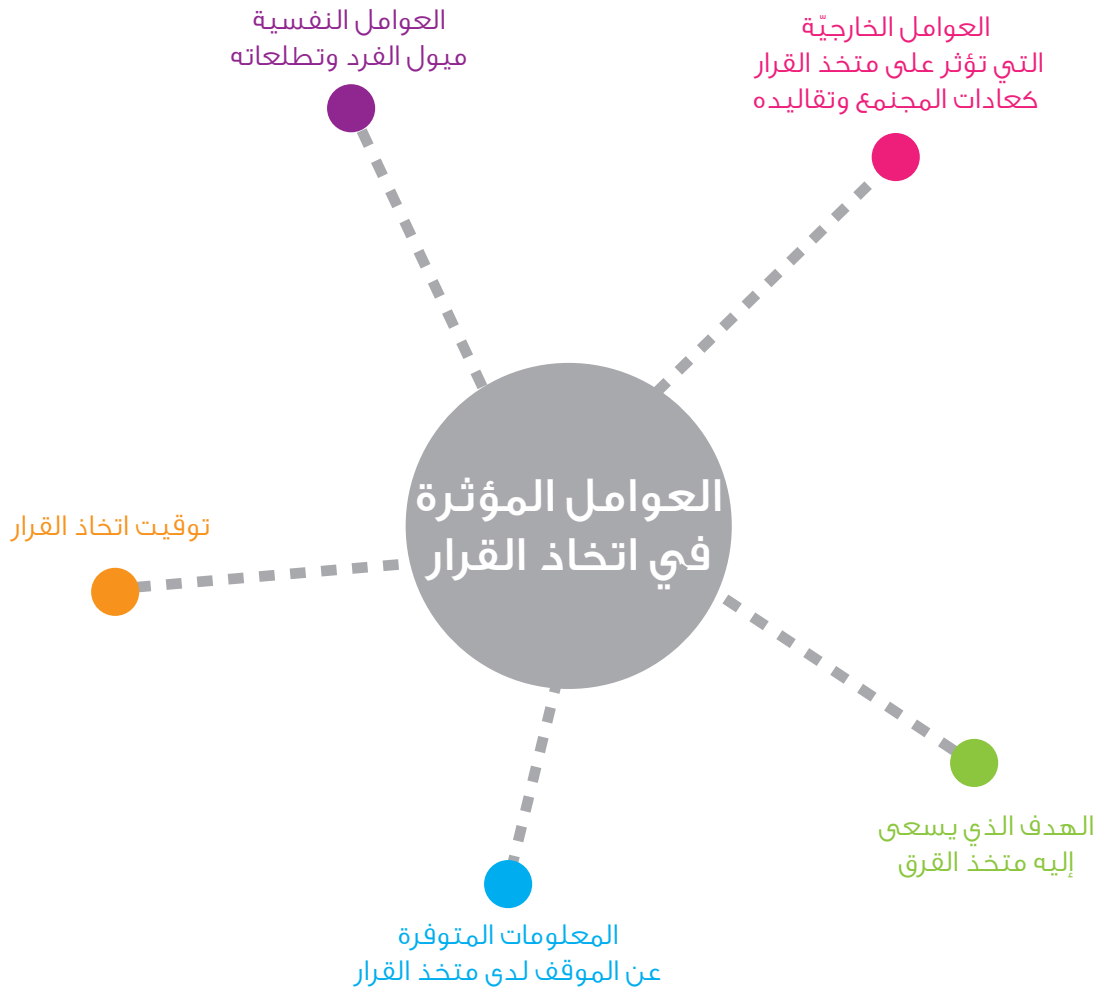 العوامل الخارجيّة
التي تؤثر على متخذ القرار
كعادات المجنمع وتقاليده
العوامل النفسية
ميول الفرد وتطلعاته
العوامل المؤثرة
في اتخاذ القرار
توقيت اتخاذ القرار
الهدف الذي يسعى
إليه متخذ القرق
المعلومات المتوفرة
عن الموقف لدى متخذ القرار